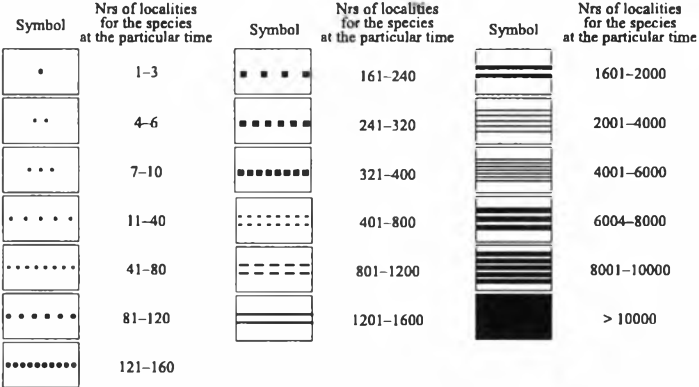 Symbol
Nrs of localities
for the species
at the particular time
1–3
4–6
7–10
11–40
41–80
81–120
121–160
Symbol
Nrs of localities
for the species
at the particular time
161–240
241–320
321–400
401–800
801–1200
1201–1600
Symbol
Nrs of localities
for the species
at the particular time
1601–2000
2001–4000
4001–6000
6004–8000
8001–10000
> 10000